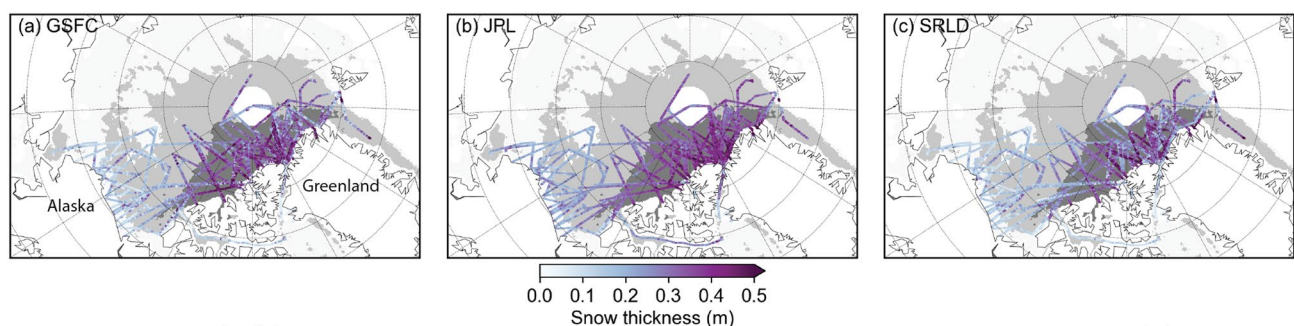 (a) GSFC
(b) JPL
(c) SRLD
Alaska
Greenland
0.0 0.1 0.2 0.3 0.4 0.5
Snow thickness (m)